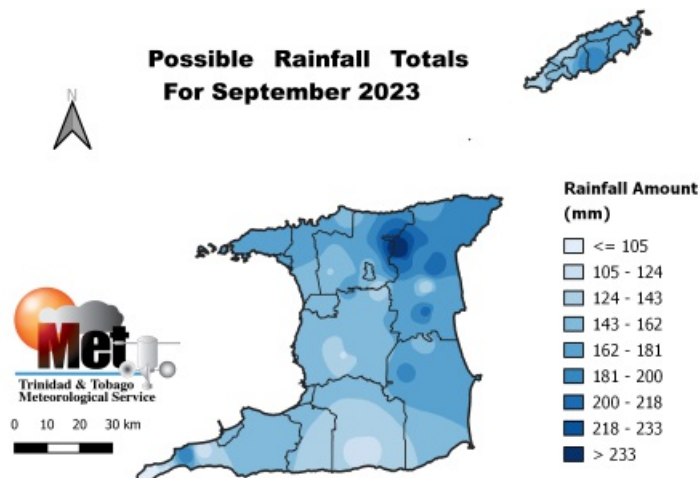 Possible Rainfall Totals
For September 2023
N
Rainfall Amount
(mm)
<= 105
105 - 124
124 - 143
143 - 162
162 - 181
181 - 200
200 - 218
218 - 233
> 233
Met
Trinidad & Tobago
Meteorological Service
0 10 20 30 km